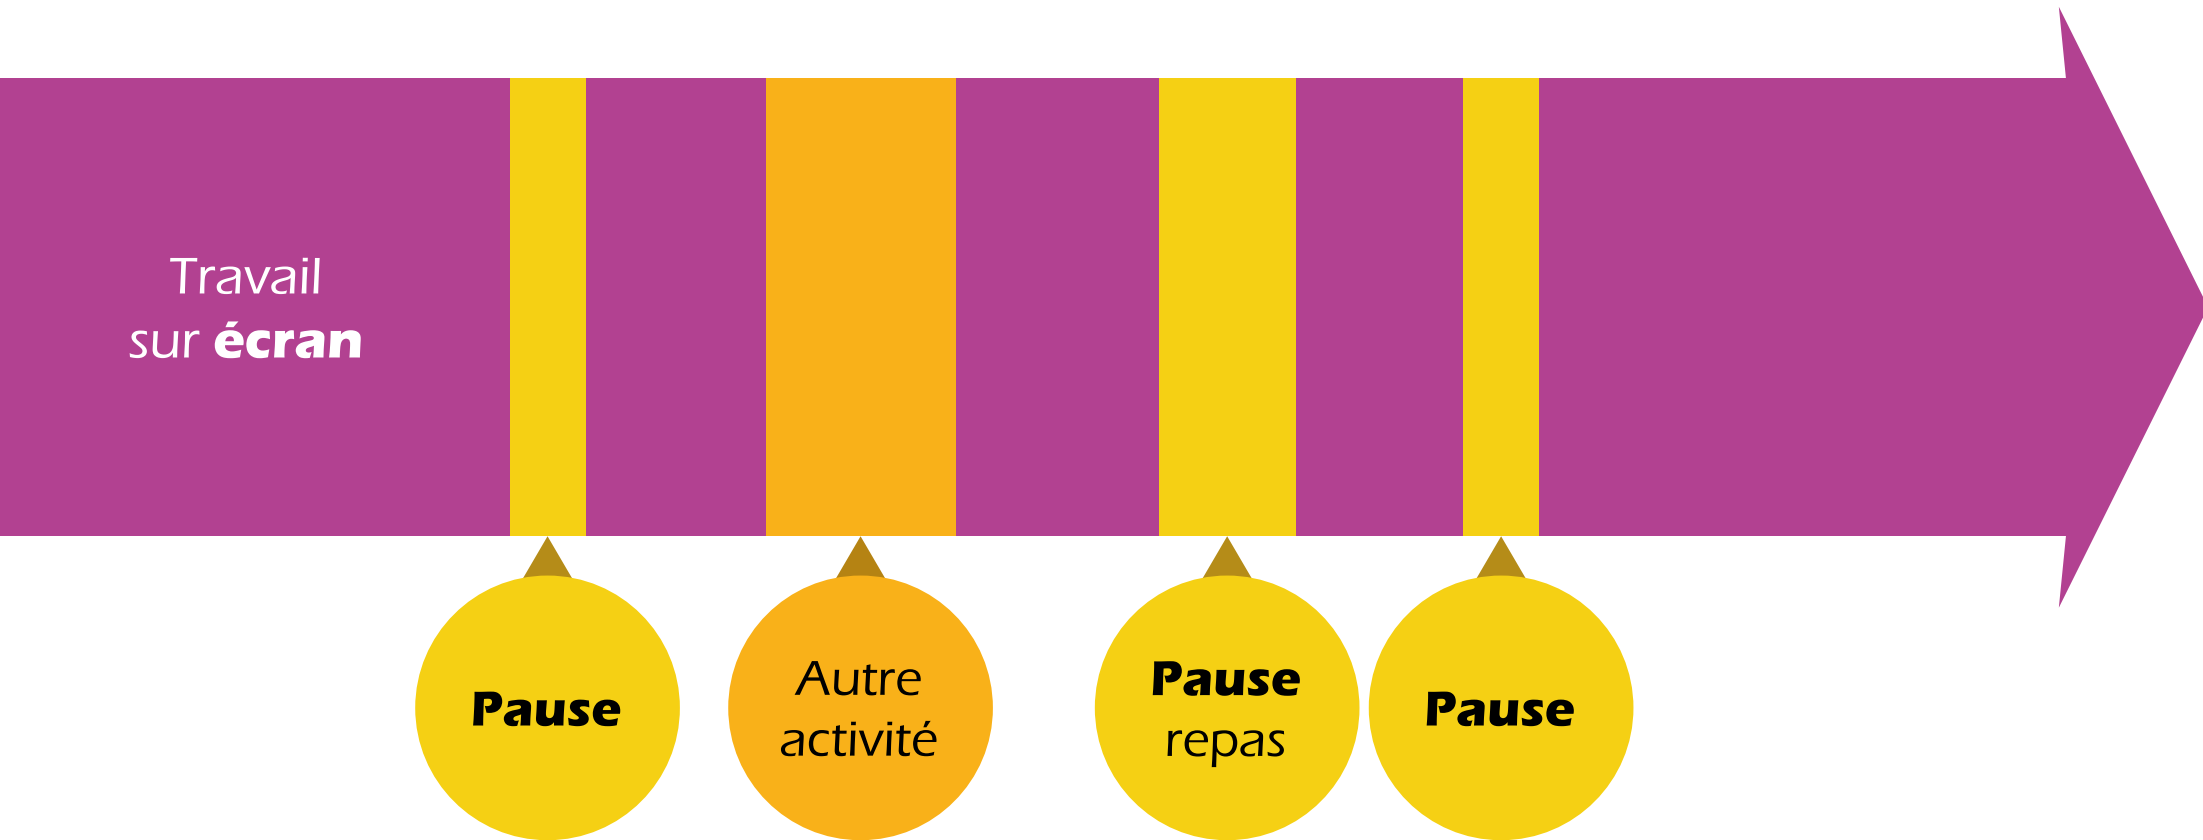 Travail
sur écran
Pause
Autre
activité
Pause
repas
Pause